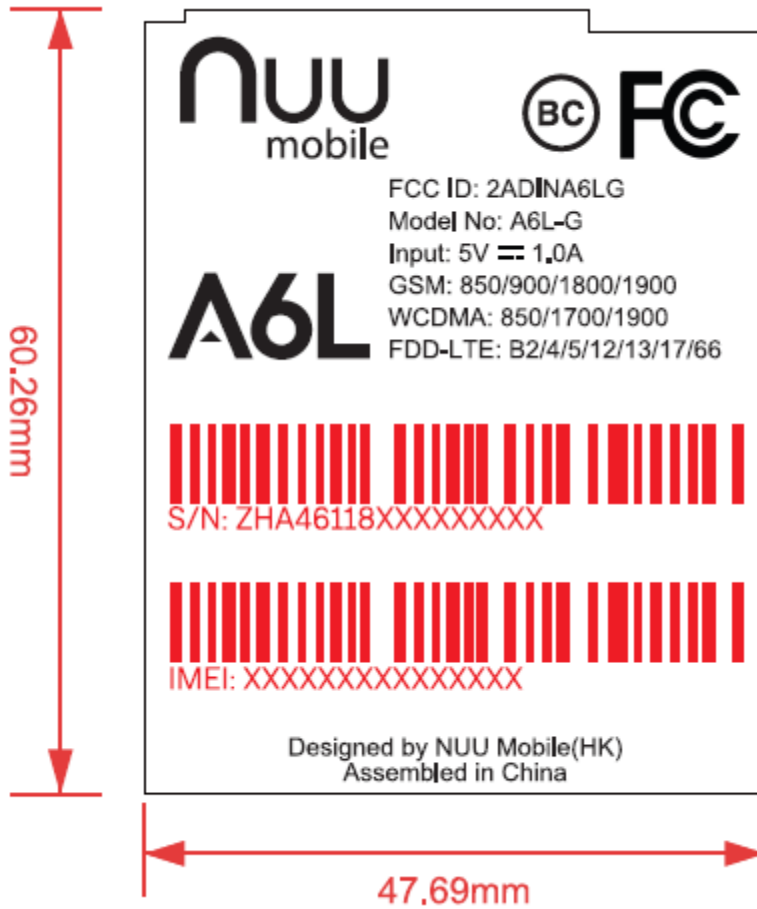 nuu
mobile
BC FC
FCC ID: 2ADINA6LG
Model No: A6L-G
Input: 5V ⎓ 1.0A
GSM: 850/900/1800/1900
WCDMA: 850/1700/1900
FDD-LTE: B2/4/5/12/13/17/66
A6L
60.26mm
S/N: ZHA46118XXXXXXXXX
IMEI: XXXXXXXXXXXXXXX
Designed by NUU Mobile(HK)
Assembled in China
47.69mm